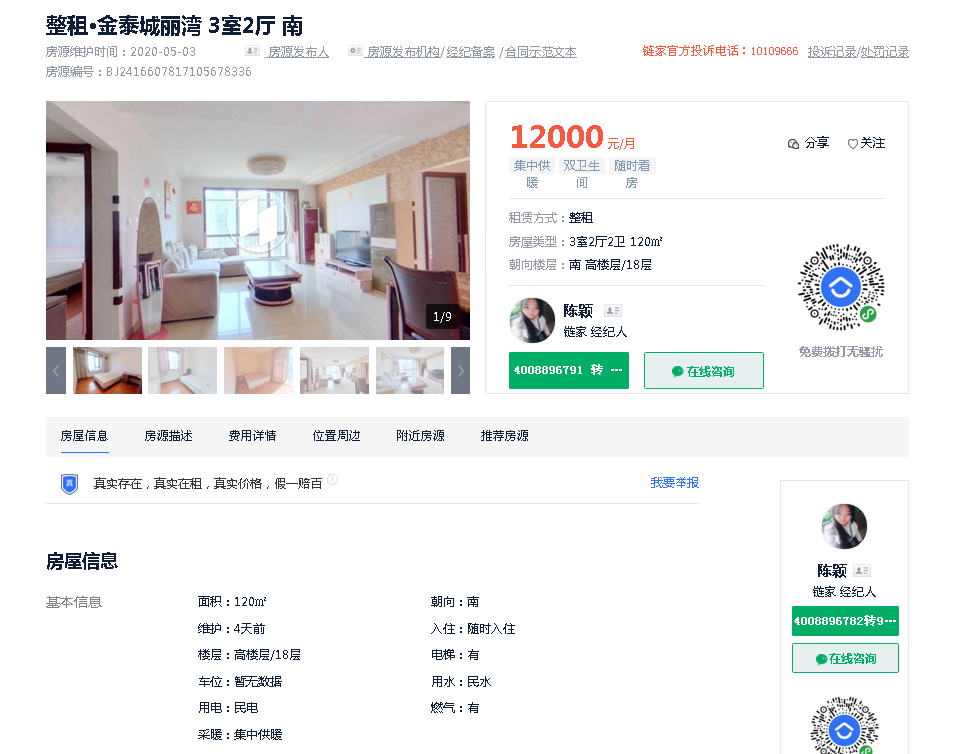 整租•金泰城丽湾 3室2厅 南
房源维护时间：2020-05-03 房源发布人 房源发布机构/经纪备案 /合同示范文本 链家官方投诉电话：10109666 投诉记录/处罚记录
房源编号：BJ2416607817105678336
12000 元/月
分享 关注
集中供暖 双卫生间 随时看房
租赁方式：整租
房屋类型：3室2厅2卫 120㎡
朝向楼层：南 高楼层/18层
1/9
陈颖
链家 经纪人
4008896791 转 ···
在线咨询
免费拨打无骚扰
房屋信息 房源描述 费用详情 位置周边 附近房源 推荐房源
真
真实存在，真实在租，真实价格，假一赔百
我要举报
房屋信息
基本信息
面积：120㎡ 朝向：南
维护：4天前 入住：随时入住
楼层：高楼层/18层 电梯：有
车位：暂无数据 用水：民水
用电：民电 燃气：有
采暖：集中供暖
陈颖
链家 经纪人
4008896782转9···
在线咨询